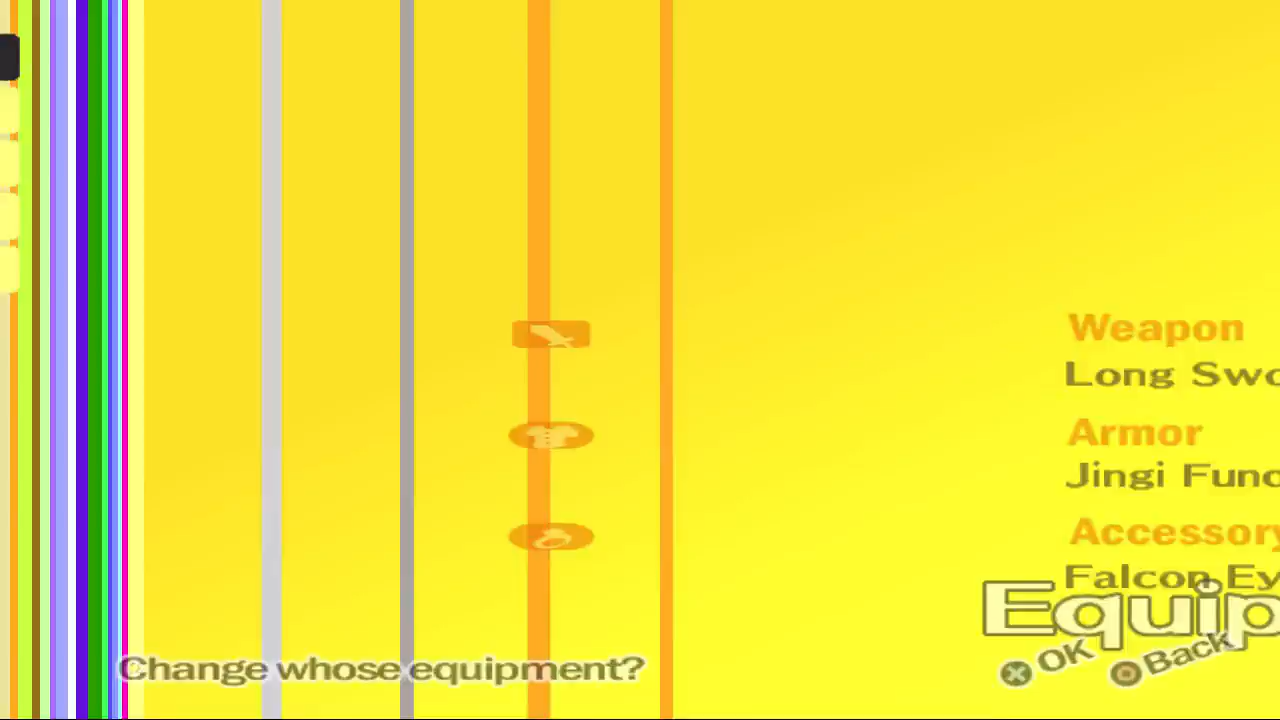 Weapon
Long Swo
Armor
Jingi Fund
Accessory
Falcon Ey
Equip
Change whose equipment?
OK Back